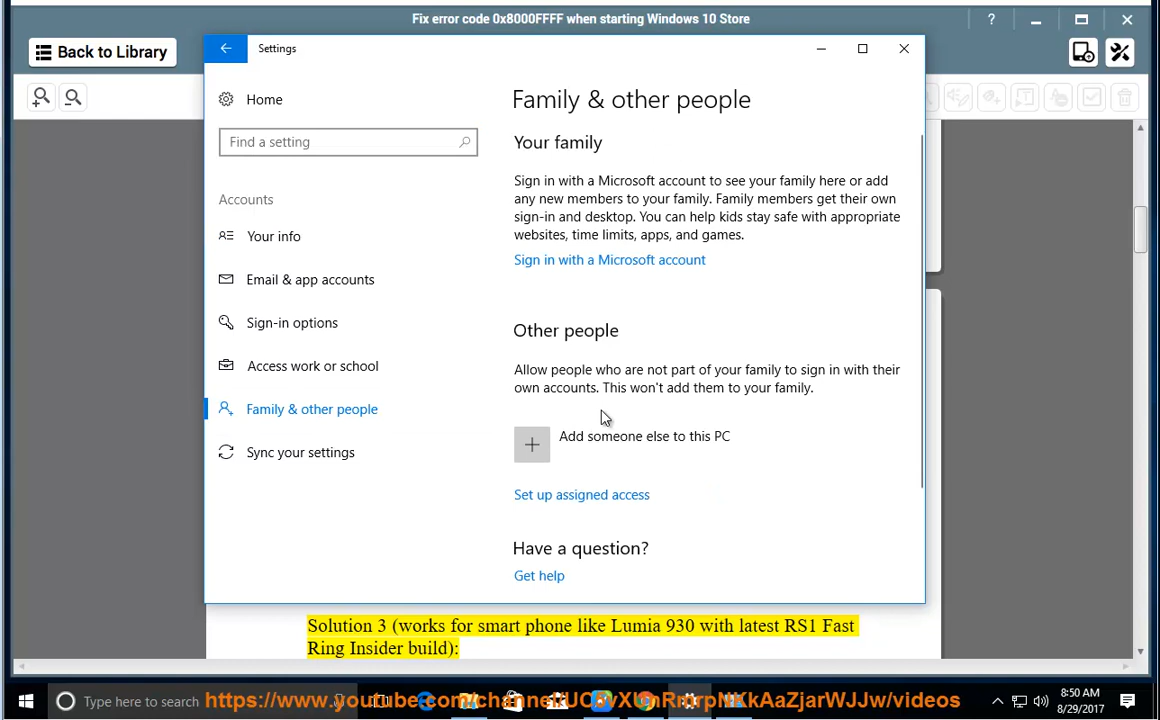 Fix error code 0x8000FFFF when starting Windows 10 Store
Back to Library
Settings
Home
Find a setting
Accounts
Your info
Email & app accounts
Sign-in options
Access work or school
Family & other people
Sync your settings
Family & other people
Your family
Sign in with a Microsoft account to see your family here or add
any new members to your family. Family members get their own
sign-in and desktop. You can help kids stay safe with appropriate
websites, time limits, apps, and games.
Sign in with a Microsoft account
Other people
Allow people who are not part of your family to sign in with their
own accounts. This won't add them to your family.
Add someone else to this PC
Set up assigned access
Have a question?
Get help
Solution 3 (works for smart phone like Lumia 930 with latest RS1 Fast
Ring Insider build):
Type here to search
8:50 AM
8/29/2017